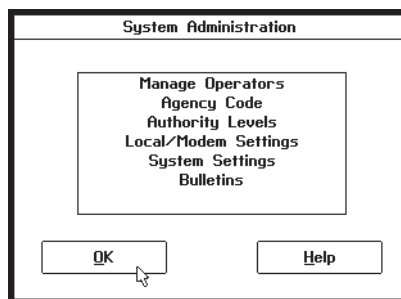 System Administration
Manage Operators
Agency Code
Authority Levels
Local/Modem Settings
System Settings
Bulletins
OK
Help